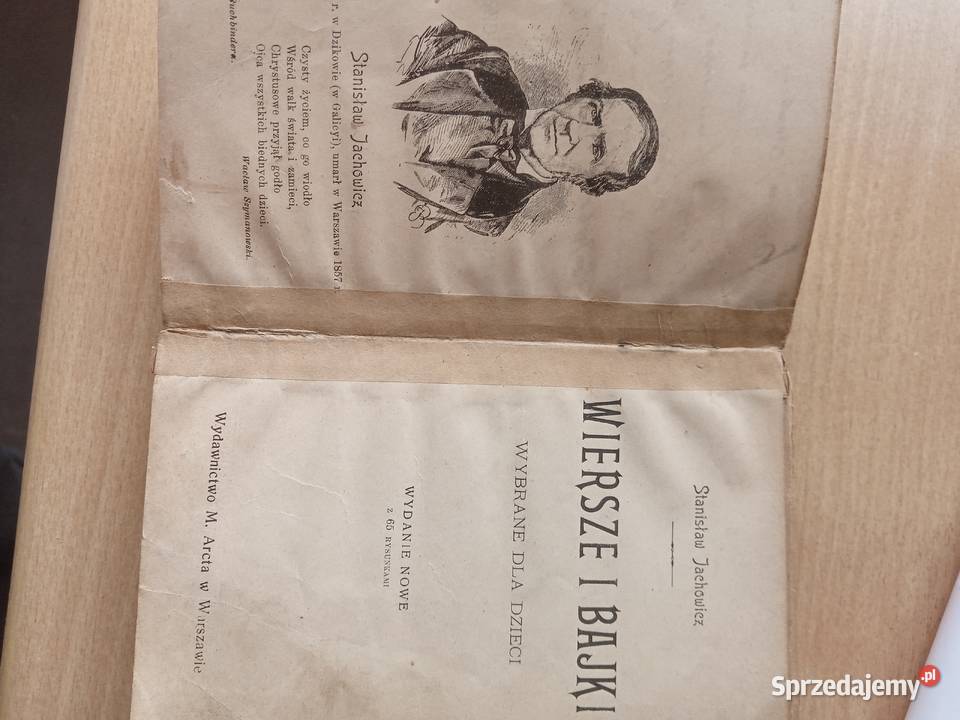 Stanisław Jachowicz
r. w Dzikowie (w Galicyi), umarł w Warszawie 1857 r.
Czysty życiem, co go wiodło
Wśród walk świata i zamieci,
Chrystusowe przyjął godło
Ojca wszystkich biednych dzieci.
Wacław Szymanowski.
Buchbindera.
Stanisław Jachowicz
WIERSZE I BAJKI
WYBRANE DLA DZIECI
WYDANIE NOWE
z 65 RYSUNKAMI
Wydawnictwo M. Arcta w Warszawie
Sprzedajemy.pl